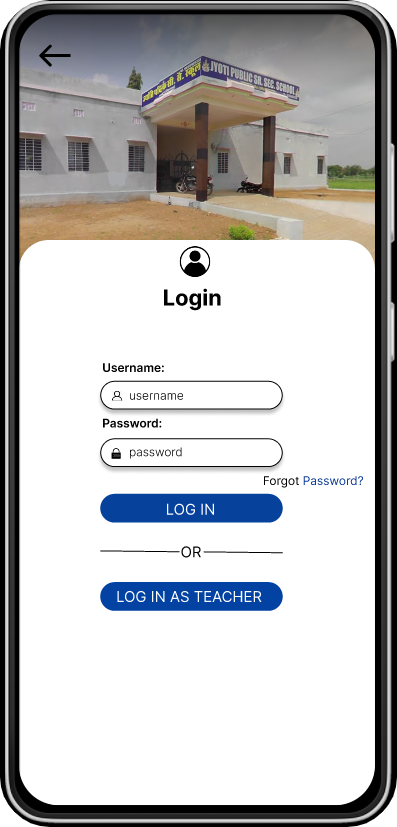 ज्योति पब्लिक सी. सै. स्कूल
JYOTI PUBLIC SR. SEC. SCHOOL
Login
Username:
username
Password:
password
Forgot Password?
LOG IN
OR
LOG IN AS TEACHER